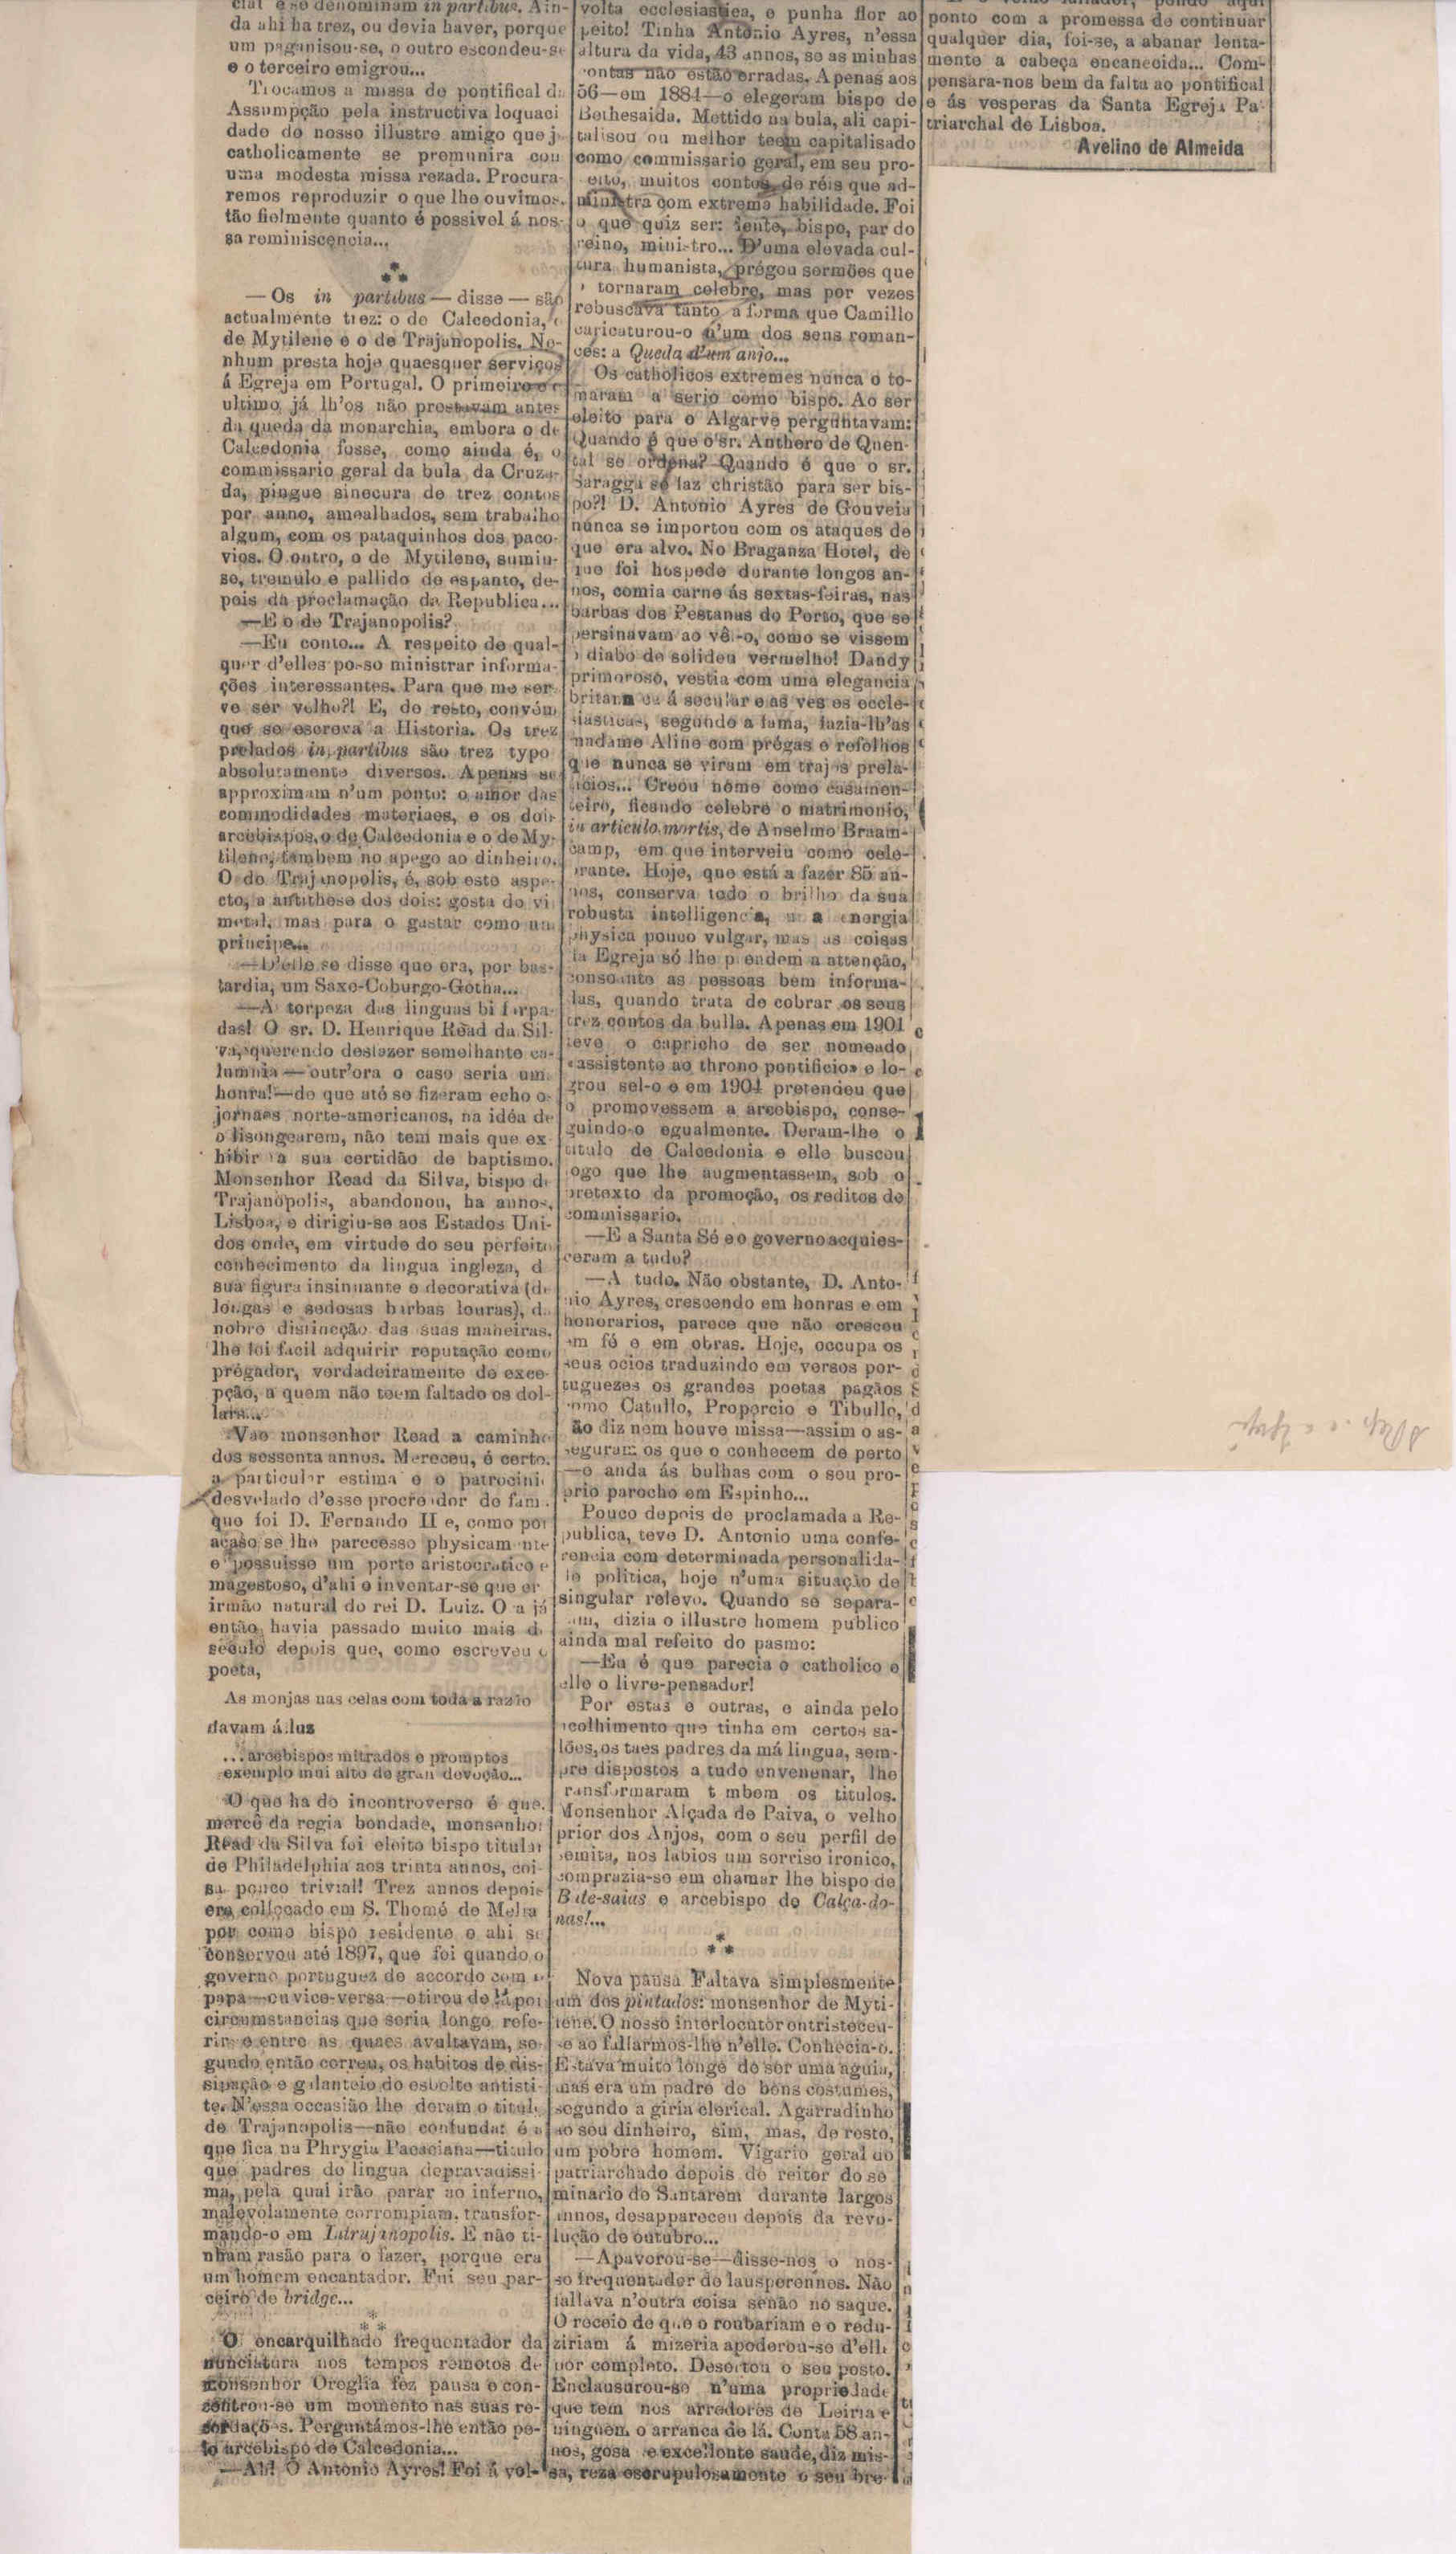 cial e se denominam in partibus. Ain-
da ahi ha trez, ou devia haver, porque
um paganisou-se, o outro escondeu-se
e o terceiro emigrou...
Trocamos a missa de pontifical da
Assumpção pela instructiva loquaci
dade do nosso illustre amigo que j
catholicamente se premunira com
uma modesta missa rezada. Procura-
remos reproduzir o que lhe ouvimos,
tão fielmente quanto é possivel á nos-
sa reminiscencia...
—Os in partibus — disse — são
actualmente trez: o de Calcedonia, o
de Mytilene e o de Trajanopolis. Ne-
nhum presta hoje quaesquer serviços
á Egreja em Portugal. O primeiro e o
ultimo já lh'os não prestavam antes
da queda da monarchia, embora o de
Calcedonia fosse, como ainda é, o
commissario geral da bula da Cruza-
da, pingue sinecura de trez contos
por anno, amealhados, sem trabalho
algum, com os pataquinhos dos paco-
vios. O outro, o de Mytilene, sumiu-
se, tremulo e pallido de espanto, de-
pois da proclamação da Republica...
—E o de Trajanopolis?
—Eu conto... A respeito de qual-
quer d'elles posso ministrar informa-
ções interessantes. Para que me ser-
ve ser velho?! E, de resto, convém
que se escreva a Historia. Os trez
prelados in partibus são trez typo
absolutamente diversos. Apenas se
approximam n'um ponto: o amor das
commodidades materiaes, e os dois
arcebispos, o de Calcedonia e o de My-
tilene, tambem no apego ao dinheiro.
O de Trajanopolis, é, sob este aspe-
cto, a antithese dos dois: gosta do vi
metal, mas para o gastar como um
principe...
—D'elle se disse que era, por bas-
tardia, um Saxe-Coburgo-Gotha...
—A torpeza das linguas bi farpa-
das! O sr. D. Henrique Read da Sil-
va, querendo desfazer semelhante ca-
lumnia — outr'ora o caso seria uma
honra!—de que até se fizeram echo os
jornaes norte-americanos, na idéa de
o lisongearem, não tem mais que ex-
hibir a sua certidão de baptismo.
Monsenhor Read da Silva, bispo de
Trajanopolis, abandonou, ha annos,
Lisboa, e dirigiu-se aos Estados Uni-
dos onde, em virtude do seu perfeito
conhecimento da lingua ingleza, d
sua figura insinuante e decorativa (de
longas e sedosas barbas louras), da
nobre distincção das suas maneiras,
lhe foi facil adquirir reputação como
prégador, verdadeiramente de exce-
pção, a quem não teem faltado os dol-
lars...
Vae monsenhor Read a caminho
dos sessenta annos. Mereceu, é certo,
a particular estima e o patrocini
desvelado d'esse procreador de fama
que foi D. Fernando II e, como por
acaso se lhe parecesse physicamente
e possuisse um porte aristocratico e
magestoso, d'ahi o inventar-se que er
irmão natural do rei D. Luiz. O a já
então havia passado muito mais d
século depois que, como escreveu o
poeta,
As monjas nas celas com toda a razão
davam á luz
...arcebispos mitrados e promptos
exemplo mui alto de gran devoção...
O que ha de incontroverso é que,
mercê da regia bondade, monsenhor
Read da Silva foi eleito bispo titular
de Philadelphia aos trinta annos, coi-
sa pouco trivial! Trez annos depois
era collocado em S. Thomé de Melia
por como bispo residente e ahi se
conservou até 1897, que foi quando o
governo portuguez de accordo com o
papa—ou vice-versa—o tirou de lá por
circumstancias que seria longo refe-
rir e entre as quaes avultavam, se-
gundo então correu, os habitos de dis-
sipação e galanteio do esbelto antisti-
te. N'essa occasião lhe deram o titulo
de Trajanopolis—não confunda: é a
que fica na Phrygia Pacaciana—titulo
que padres de lingua depravadissi-
ma, pela qual irão parar ao inferno,
malevolamente corrompiam, transfor-
mando-o em Intrujanopolis. E não ti-
nham rasão para o fazer, porque era
um homem encantador. Fui seu par-
ceiro de bridge...
O encarquilhado frequentador da
nunciatura nos tempos remotos de
monsenhor Oreglia fez pausa e con-
centrou-se um momento nas suas re-
cordações. Perguntámos-lhe então pe-
lo arcebispo de Calcedonia...
—Ah! O Antonio Ayres! Foi á vol-
volta ecclesiastica, e punha flor ao
peito! Tinha Antonio Ayres, n'essa
altura da vida, 43 annos, se as minhas
contas não estão erradas. Apenas aos
56—em 1884—o elegeram bispo de
Bethesaida. Mettido na bula, ali capi-
talisou ou melhor teem capitalisado
como commissario geral, em seu pro-
veito, muitos contos de réis que ad-
ministra com extrema habilidade. Foi
o que quiz ser: lente, bispo, par do
reino, ministro... D'uma elevada cul-
tura humanista, prégou sermões que
o tornaram celebre, mas por vezes
rebuscava tanto a forma que Camillo
caricaturou-o n'um dos seus roman-
ces: a Queda d'um anjo...
Os catholicos extremes nunca o to-
maram a serio como bispo. Ao ser
eleito para o Algarve perguntavam:
Quando é que o sr. Anthero de Quen-
tal se ordena? Quando é que o sr.
Saragga se faz christão para ser bis-
po?! D. Antonio Ayres de Gouveia
nunca se importou com os ataques de
que era alvo. No Braganza Hotel, de
que foi hospede durante longos an-
nos, comia carne ás sextas-feiras, nas
barbas dos Pestanas do Porto, que se
persinavam ao vê-o, como se vissem
o diabo de solideu vermelho! Dandy
primoroso, vestia com uma elegancia
britannica á secular e as vestes eccle-
siasticas, segundo a fama, fazia-lh'as
madame Aline com prégas e refolhos
que nunca se viram em trajos prela-
ticios... Creou nome como casamen-
teiro, ficando celebre o matrimonio,
in articulo mortis, de Anselmo Braam-
camp, em que interveiu como cele-
brante. Hoje, que está a fazer 85 an-
nos, conserva todo o brilho da sua
robusta intelligencia, uma energia
physica pouco vulgar, mas as coisas
da Egreja só lhe prendem a attenção,
consoante as pessoas bem informa-
das, quando trata de cobrar os seus
trez contos da bulla. Apenas em 1901
teve o capricho de ser nomeado
«assistente ao throno pontificio» e lo-
grou sel-o e em 1904 pretendeu que
o promovessem a arcebispo, conse-
guindo-o egualmente. Deram-lhe o
titulo de Calcedonia e elle buscou
logo que lhe augmentassem, sob o
pretexto da promoção, os reditos de
commissario.
—E a Santa Sé e o governo acquies-
ceram a tudo?
—A tudo. Não obstante, D. Anto-
nio Ayres, crescendo em honras e em
honorarios, parece que não cresceu
em fé e em obras. Hoje, occupa os
seus ocios traduzindo em versos por-
tuguezes os grandes poetas pagãos
como Catullo, Proporcio e Tibullo,
ão diz nem houve missa—assim o as-
seguram os que o conhecem de perto
—o anda ás bulhas com o seu pro-
prio parocho em Espinho...
Pouco depois de proclamada a Re-
publica, teve D. Antonio uma confe-
rencia com determinada personalida-
de politica, hoje n'uma situação de
singular relevo. Quando se separa-
ram, dizia o illustre homem publico
ainda mal refeito do pasmo:
—Eu é que parecia o catholico e
elle o livre-pensador!
Por estas e outras, e ainda pelo
acolhimento que tinha em certos sa-
lões, os taes padres da má lingua, sem-
pre dispostos a tudo envenenar, lhe
transformaram tambem os titulos.
Monsenhor Alçada de Paiva, o velho
prior dos Anjos, com o seu perfil de
semita, nos labios um sorriso ironico,
comprazia-se em chamar lhe bispo de
Bate-saias e arcebispo de Calça-do-
nas!...
Nova pausa Faltava simplesmente
um dos pintados: monsenhor de Myti-
lene. O nosso interlocutor entristeceu-
se ao fallarmos-lhe n'elle. Conhecia-o.
Estava muito longe de ser uma aguia,
mas era um padre de bons costumes,
segundo a giria clerical. Agarradinho
ao seu dinheiro, sim, mas, de resto,
um pobre homem. Vigario geral do
patriarchado depois de reitor do se
minario de Santarem durante largos
annos, desappareceu depois da revo-
lução de outubro...
—Apavorou-se—disse-nos o nos-
so frequentador de lausperennes. Não
fallava n'outra coisa senão no saque.
O receio de que o roubariam e o redu-
ziriam á mizeria apoderou-se d'elle
por completo. Desertou o seu posto.
Enclausurou-se n'uma propriedade
que tem nos arredores de Leiria e
ninguem o arranca de lá. Conta 58 an-
nos, gosa de excellente saude, diz mis-
sa, reza escrupulosamente o seu bre-
ponto com a promessa de continuar
qualquer dia, foi-se, a abanar lenta-
mente a cabeça encanecida... Com-
pensara-nos bem da falta ao pontifical
e ás vesperas da Santa Egreja Pa-
triarchal de Lisboa.
Avelino de Almeida